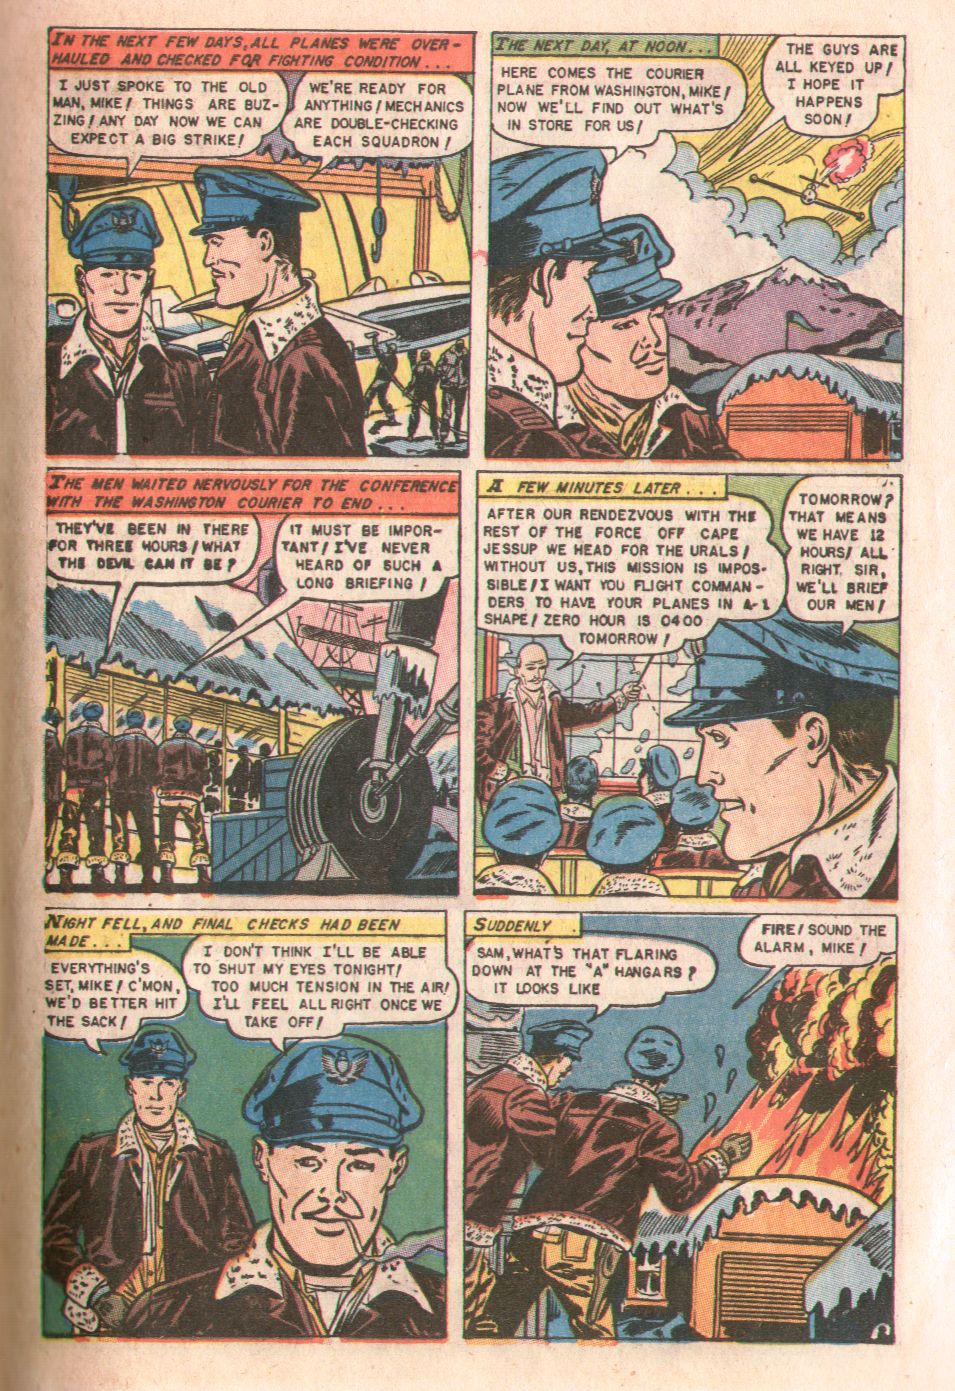 IN THE NEXT FEW DAYS, ALL PLANES WERE OVER-
HAULED AND CHECKED FOR FIGHTING CONDITION...
I JUST SPOKE TO THE OLD
MAN, MIKE! THINGS ARE BUZ-
ZING! ANY DAY NOW WE CAN
EXPECT A BIG STRIKE!
WE'RE READY FOR
ANYTHING! MECHANICS
ARE DOUBLE-CHECKING
EACH SQUADRON!
THE NEXT DAY, AT NOON...
HERE COMES THE COURIER
PLANE FROM WASHINGTON, MIKE!
NOW WE'LL FIND OUT WHAT'S
IN STORE FOR US!
THE GUYS ARE
ALL KEYED UP!
I HOPE IT
HAPPENS
SOON!
THE MEN WAITED NERVOUSLY FOR THE CONFERENCE
WITH THE WASHINGTON COURIER TO END...
THEY'VE BEEN IN THERE
FOR THREE HOURS! WHAT
THE DEVIL CAN IT BE?
IT MUST BE IMPOR-
TANT! I'VE NEVER
HEARD OF SUCH A
LONG BRIEFING!
A FEW MINUTES LATER...
AFTER OUR RENDEZVOUS WITH THE
REST OF THE FORCE OFF CAPE
JESSUP WE HEAD FOR THE URALS!
WITHOUT US, THIS MISSION IS IMPOS-
SIBLE! I WANT YOU FLIGHT COMMAN-
DERS TO HAVE YOUR PLANES IN A-1
SHAPE! ZERO HOUR IS 0400
TOMORROW!
TOMORROW?
THAT MEANS
WE HAVE 12
HOURS! ALL
RIGHT, SIR,
WE'LL BRIEF
OUR MEN!
NIGHT FELL, AND FINAL CHECKS HAD BEEN
MADE...
EVERYTHING'S
SET, MIKE! C'MON,
WE'D BETTER HIT
THE SACK!
I DON'T THINK I'LL BE ABLE
TO SHUT MY EYES TONIGHT!
TOO MUCH TENSION IN THE AIR!
I'LL FEEL ALL RIGHT ONCE WE
TAKE OFF!
SUDDENLY .
SAM, WHAT'S THAT FLARING
DOWN AT THE "A" HANGARS?
IT LOOKS LIKE
FIRE! SOUND THE
ALARM, MIKE!